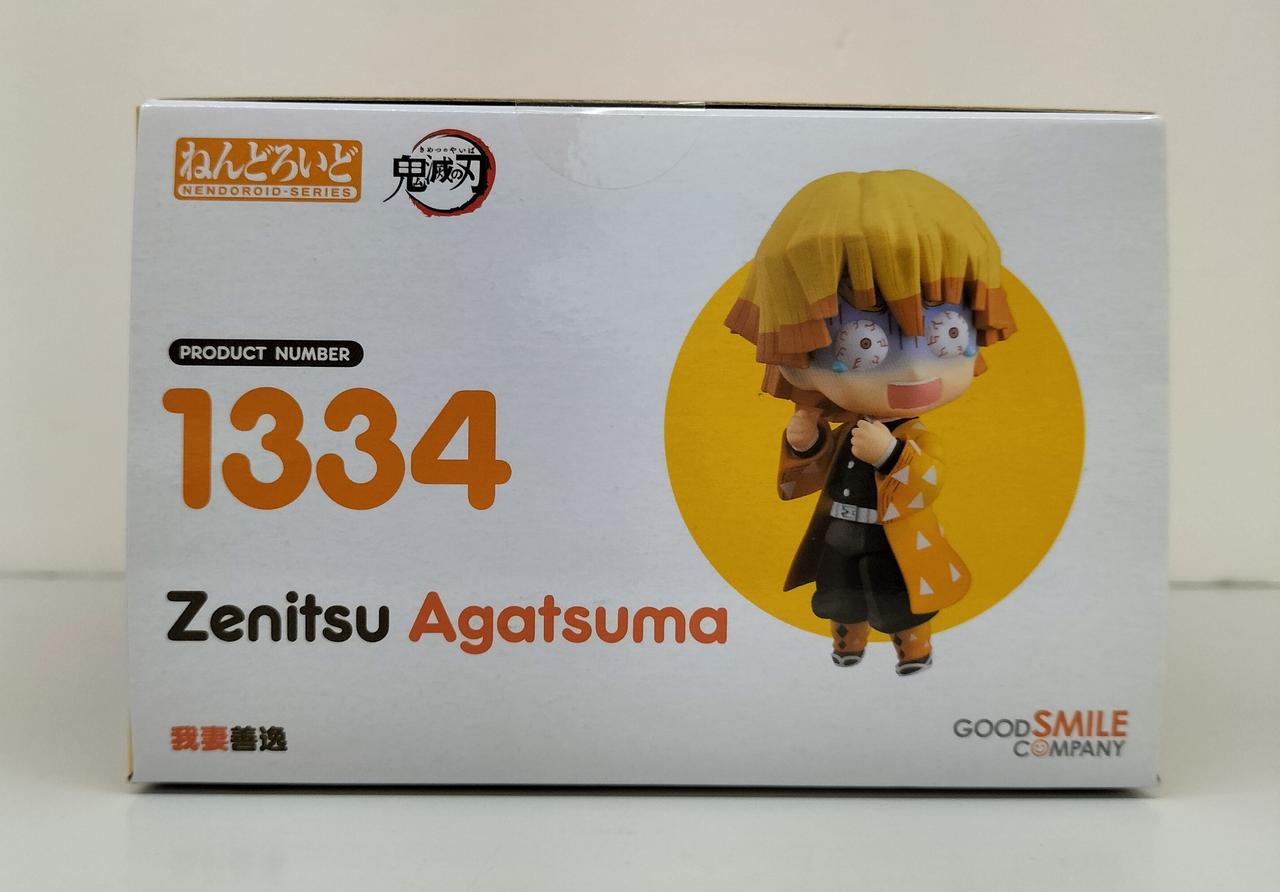 ねんどろいど
NENDOROID-SERIES
きめつのやいば
鬼滅の刃
PRODUCT NUMBER
1334
Zenitsu Agatsuma
我妻善逸
GOOD SMILE
COMPANY